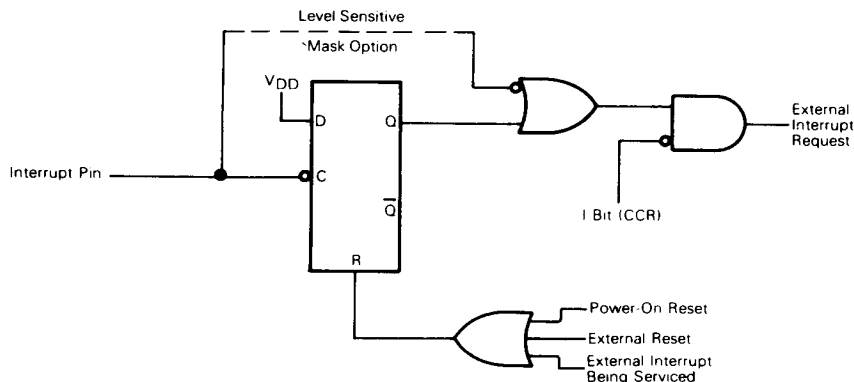 Level Sensitive
Mask Option
VDD
D
Q
Interrupt Pin
C
Q
R
External
Interrupt
Request
I Bit (CCR)
Power-On Reset
External Reset
External Interrupt
Being Serviced